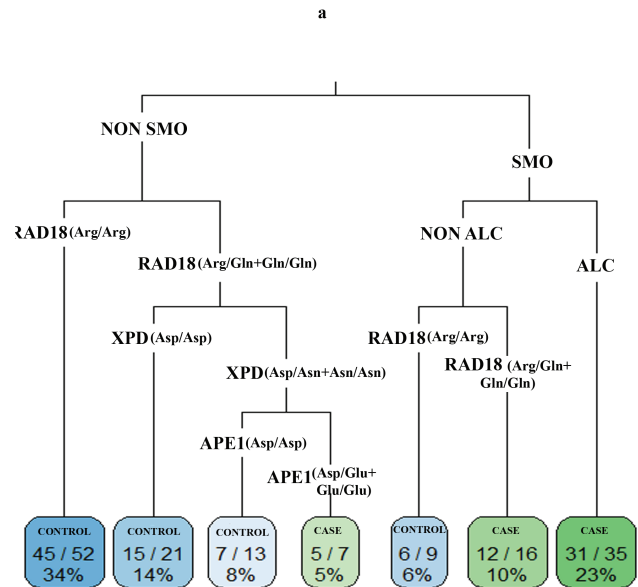 a
NON SMO
SMO
RAD18(Arg/Arg)
NON ALC
RAD18(Arg/Gln+Gln/Gln)
ALC
XPD(Asp/Asp)
RAD18(Arg/Arg)
RAD18 (Arg/Gln+
Gln/Gln)
XPD(Asp/Asn+Asn/Asn)
APE1(Asp/Asp)
APE1(Asp/Glu+
Glu/Glu)
CONTROL CONTROL CONTROL CASE CONTROL CASE CASE
45 / 52 15 / 21 7 / 13 5 / 7 6 / 9 12 / 16 31 / 35
34% 14% 8% 5% 6% 10% 23%